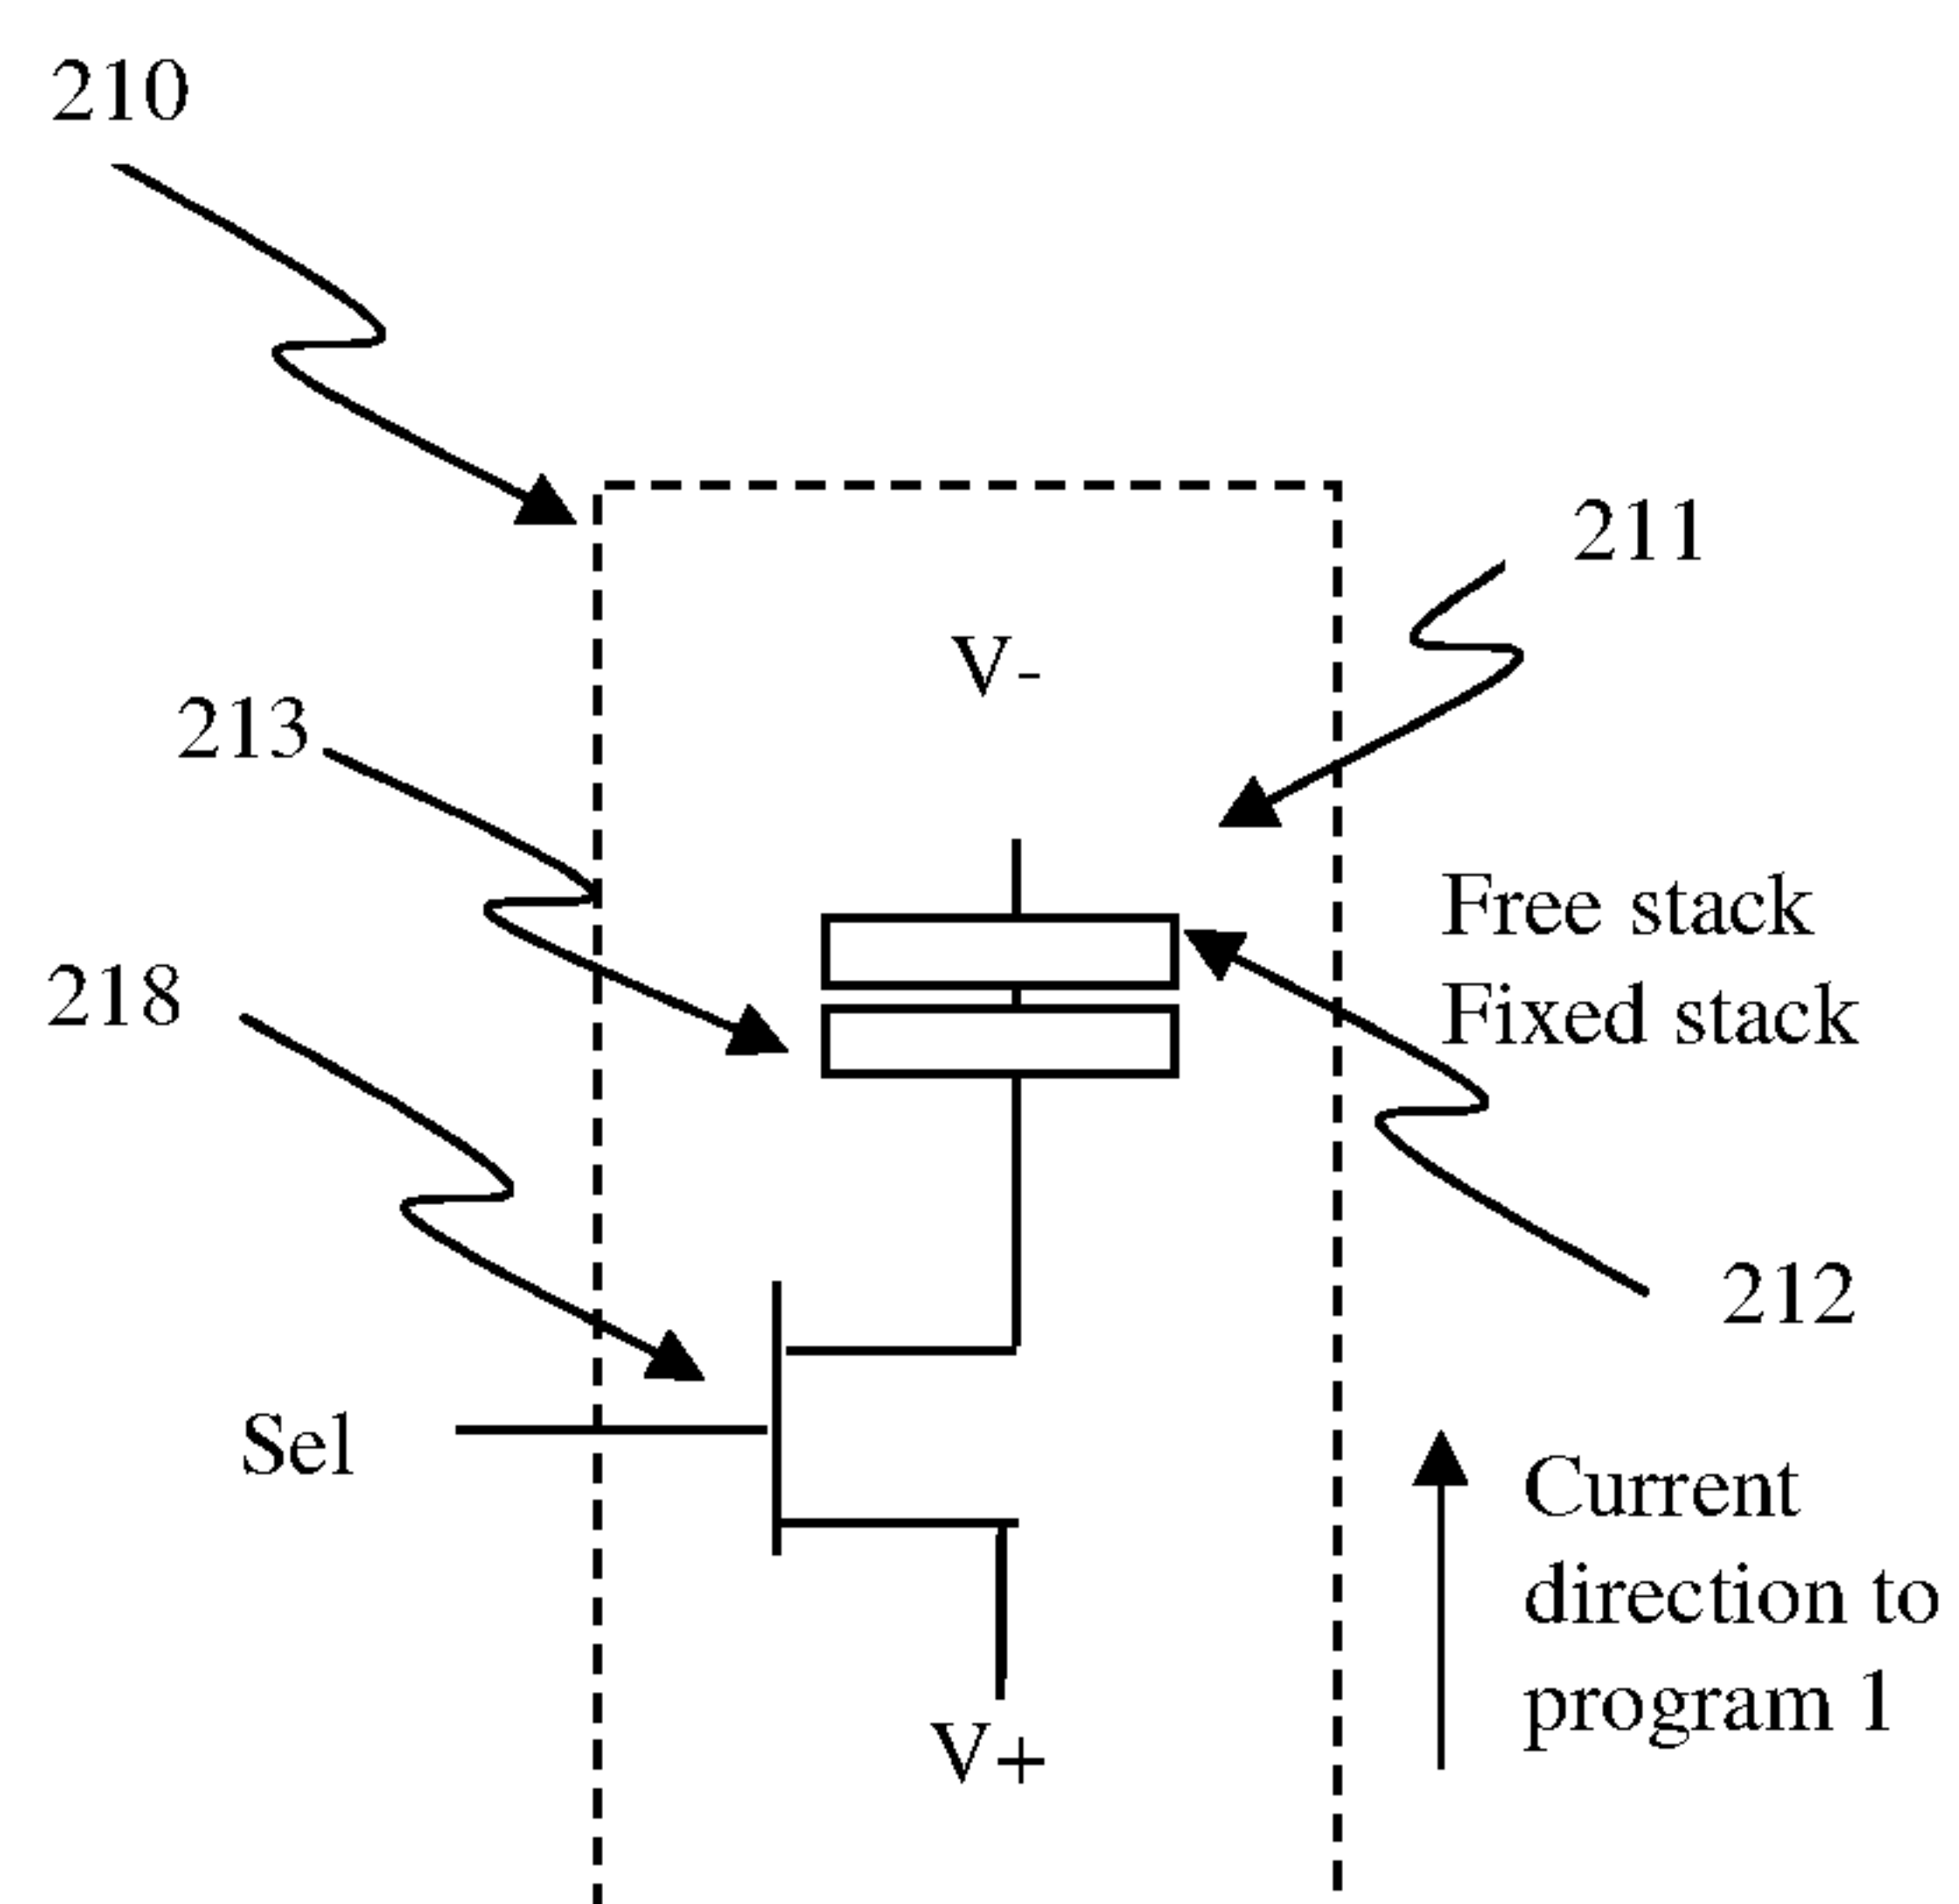 210
211
V-
213
Free stack
218
Fixed stack
212
Sel
Current
direction to
program 1
V+